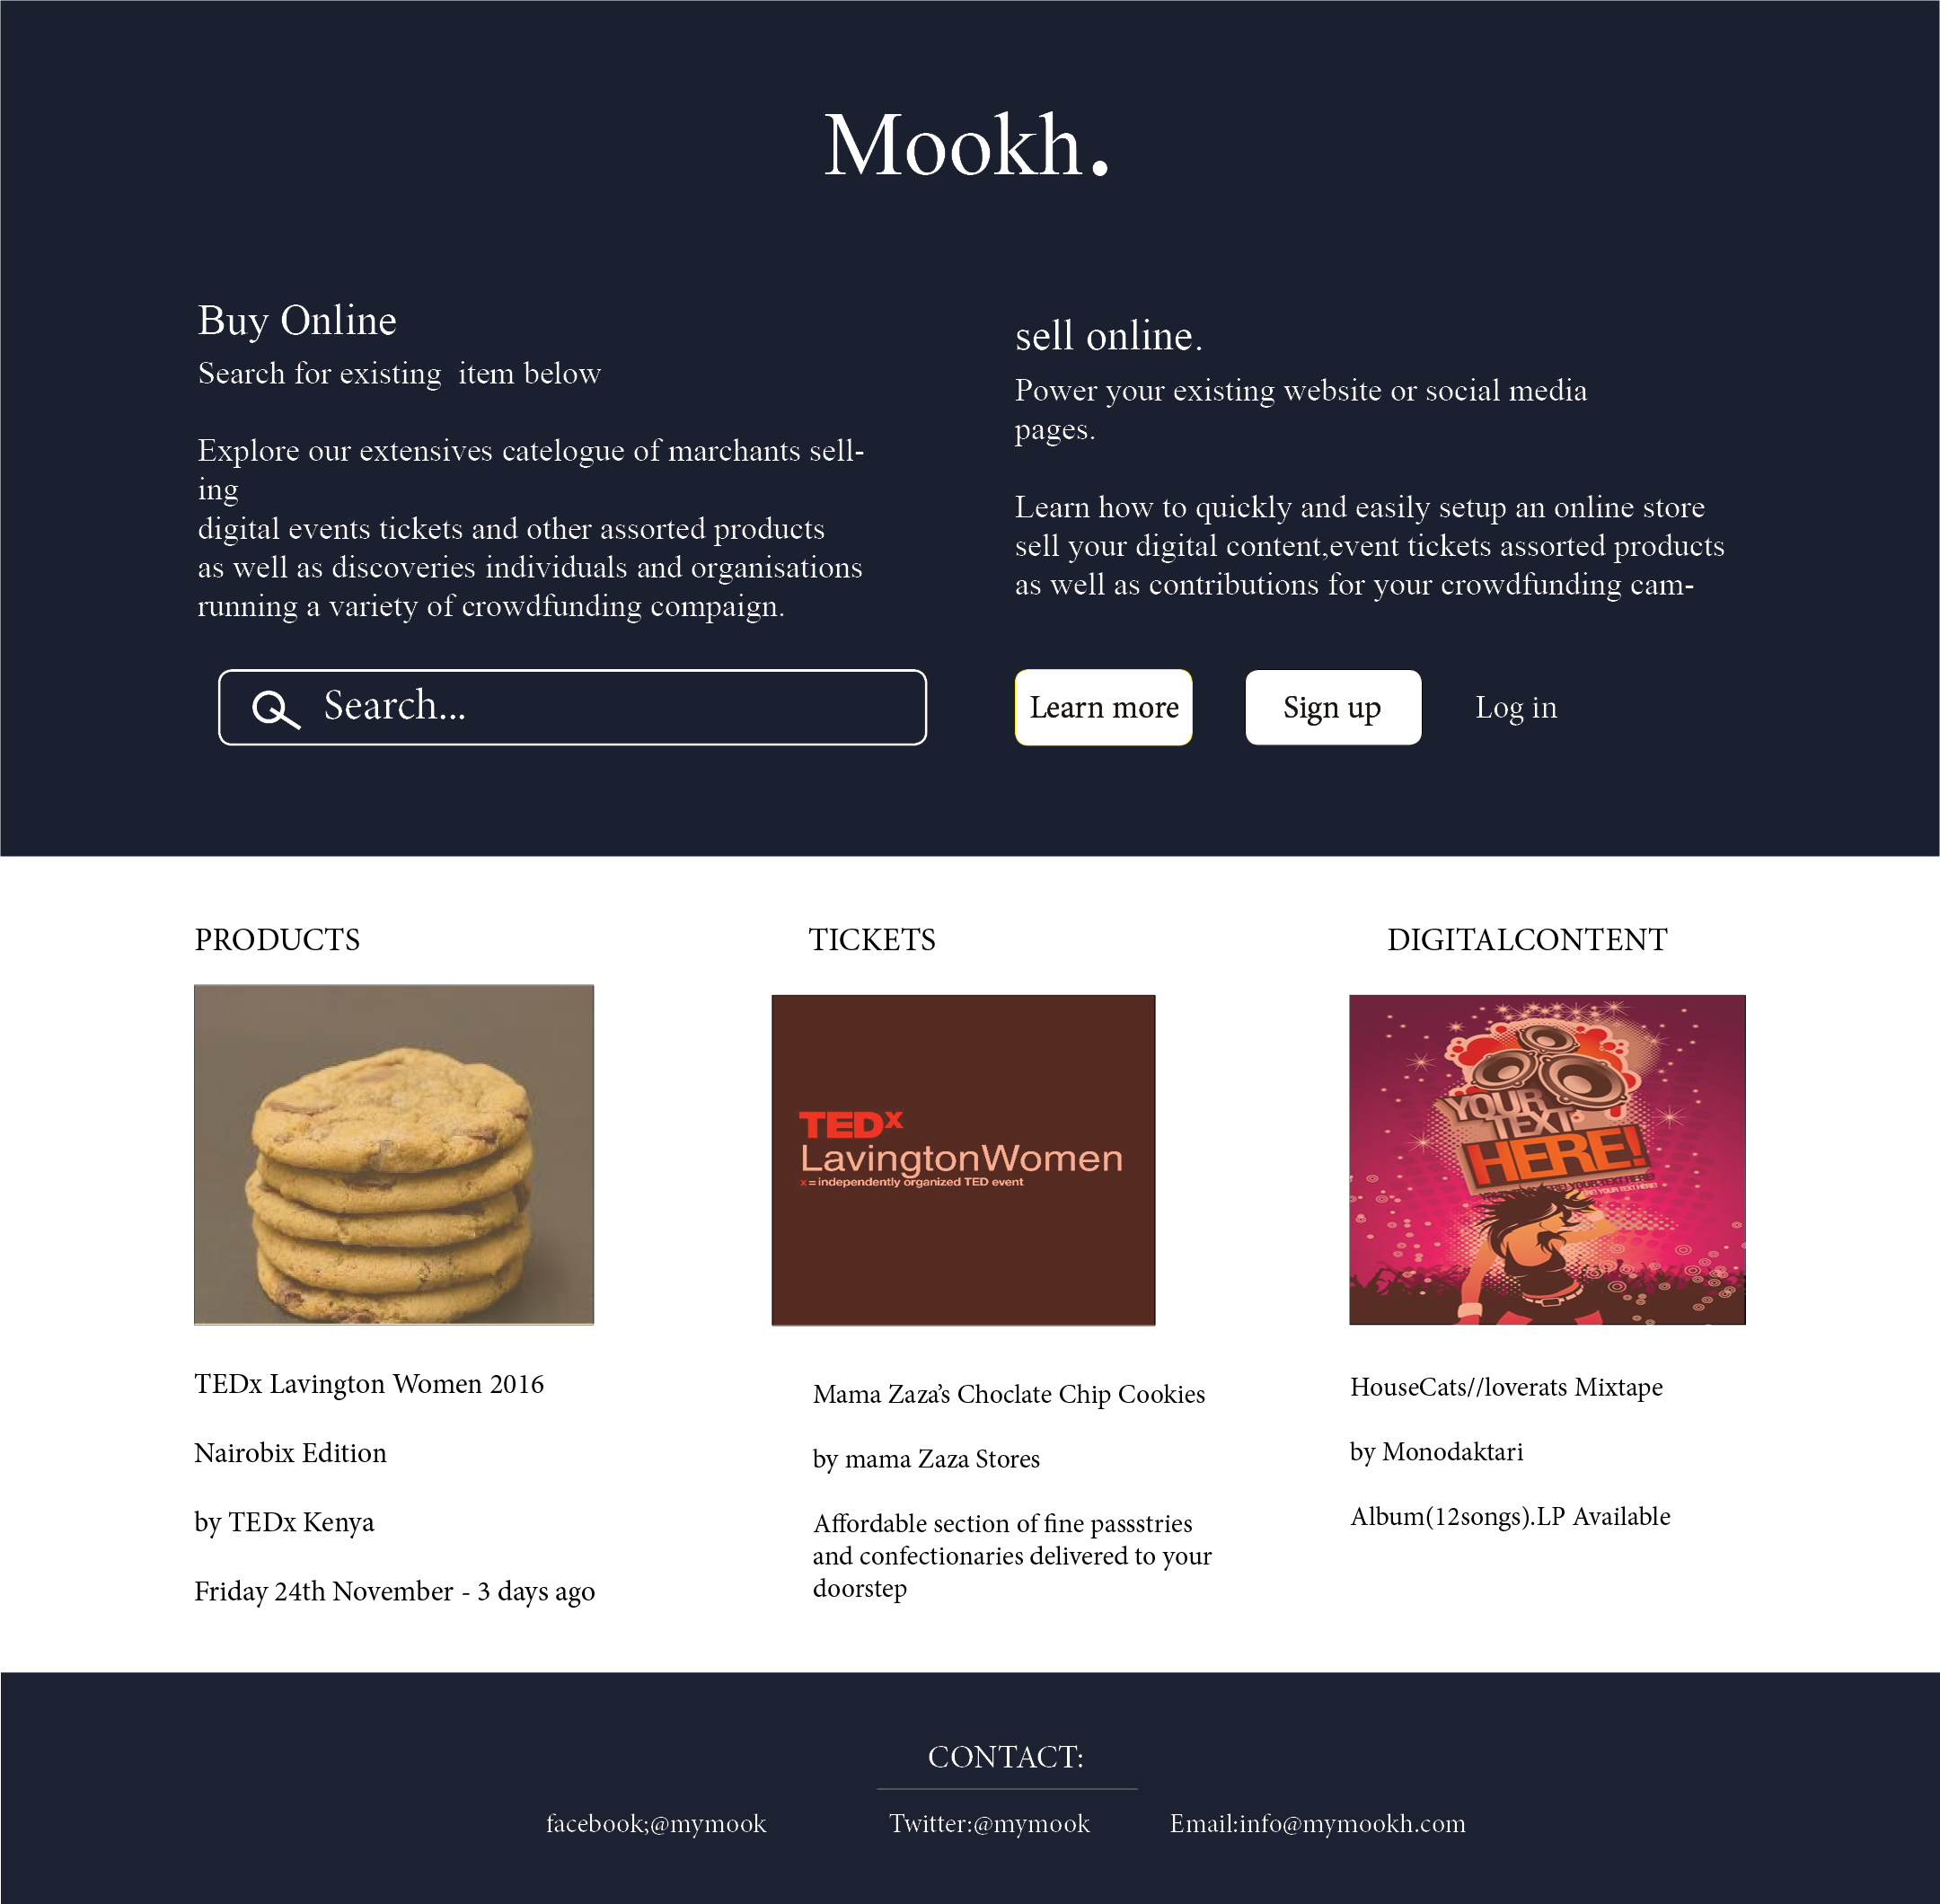 Mookh.
Buy Online
Search for existing  item below
Explore our extensives catelogue of marchants sell-
ing
digital events tickets and other assorted products
as well as discoveries individuals and organisations
running a variety of crowdfunding compaign.
Search...
sell online.
Power your existing website or social media
pages.
Learn how to quickly and easily setup an online store
sell your digital content,event tickets assorted products
as well as contributions for your crowdfunding cam-
Learn more
Sign up
Log in
PRODUCTS
TEDx Lavington Women 2016
Nairobix Edition
by TEDx Kenya
Friday 24th November - 3 days ago
TICKETS
TEDx
LavingtonWomen
x = independently organized TED event
Mama Zaza’s Choclate Chip Cookies
by mama Zaza Stores
Affordable section of fine passstries
and confectionaries delivered to your
doorstep
DIGITALCONTENT
YOUR
TEXT
HERE!
HouseCats//loverats Mixtape
by Monodaktari
Album(12songs).LP Available
CONTACT:
facebook;@mymook
Twitter:@mymook
Email:info@mymookh.com